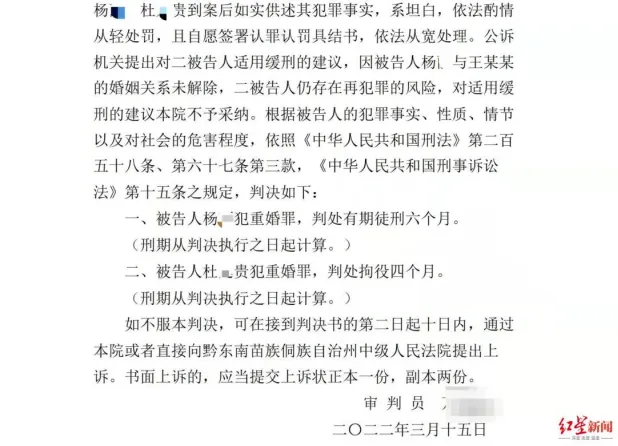 杨 杜 贵到案后如实供述其犯罪事实，系坦白，依法酌情
从轻处罚，且自愿签署认罪认罚具结书，依法从宽处理。公诉
机关提出对二被告人适用缓刑的建议，因被告人杨 与王某某
的婚姻关系未解除，二被告人仍存在再犯罪的风险，对适用缓
刑的建议本院不予采纳。根据被告人的犯罪事实、性质、情节
以及对社会的危害程度，依照《中华人民共和国刑法》第二百
五十八条、第六十七条第三款，《中华人民共和国刑事诉讼
法》第十五条之规定，判决如下：
一、被告人杨 犯重婚罪，判处有期徒刑六个月。
（刑期从判决执行之日起计算。）
二、被告人杜 贵犯重婚罪，判处拘役四个月。
（刑期从判决执行之日起计算。）
如不服本判决，可在接到判决书的第二日起十日内，通过
本院或者直接向黔东南苗族侗族自治州中级人民法院提出上
诉。书面上诉的，应当提交上诉状正本一份，副本两份。
审 判 员
二〇二二年三月十五日
红星新闻